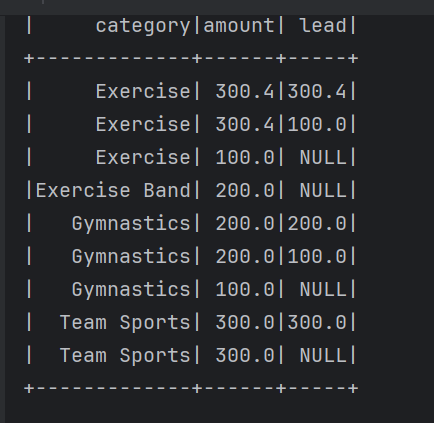 |     category|amount| lead|
+-------------+------+-----+
|     Exercise| 300.4|300.4|
|     Exercise| 300.4|100.0|
|     Exercise| 100.0| NULL|
|Exercise Band| 200.0| NULL|
|   Gymnastics| 200.0|200.0|
|   Gymnastics| 200.0|100.0|
|   Gymnastics| 100.0| NULL|
|  Team Sports| 300.0|300.0|
|  Team Sports| 300.0| NULL|
+-------------+------+-----+